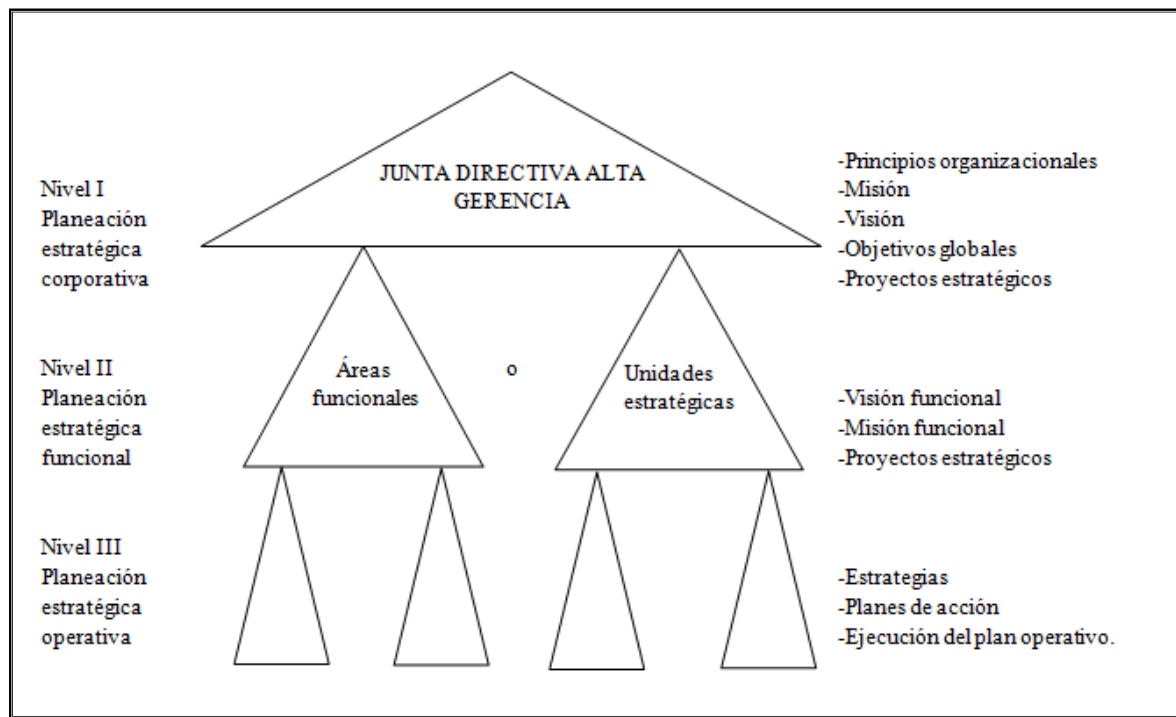 JUNTA DIRECTIVA ALTA
GERENCIA
Nivel I
Planeación
estratégica
corporativa
-Principios organizacionales
-Misión
-Visión
-Objetivos globales
-Proyectos estratégicos
Nivel II
Planeación
estratégica
funcional
Áreas
funcionales
o
Unidades
estratégicas
-Visión funcional
-Misión funcional
-Proyectos estratégicos
Nivel III
Planeación
estratégica
operativa
-Estrategias
-Planes de acción
-Ejecución del plan operativo.